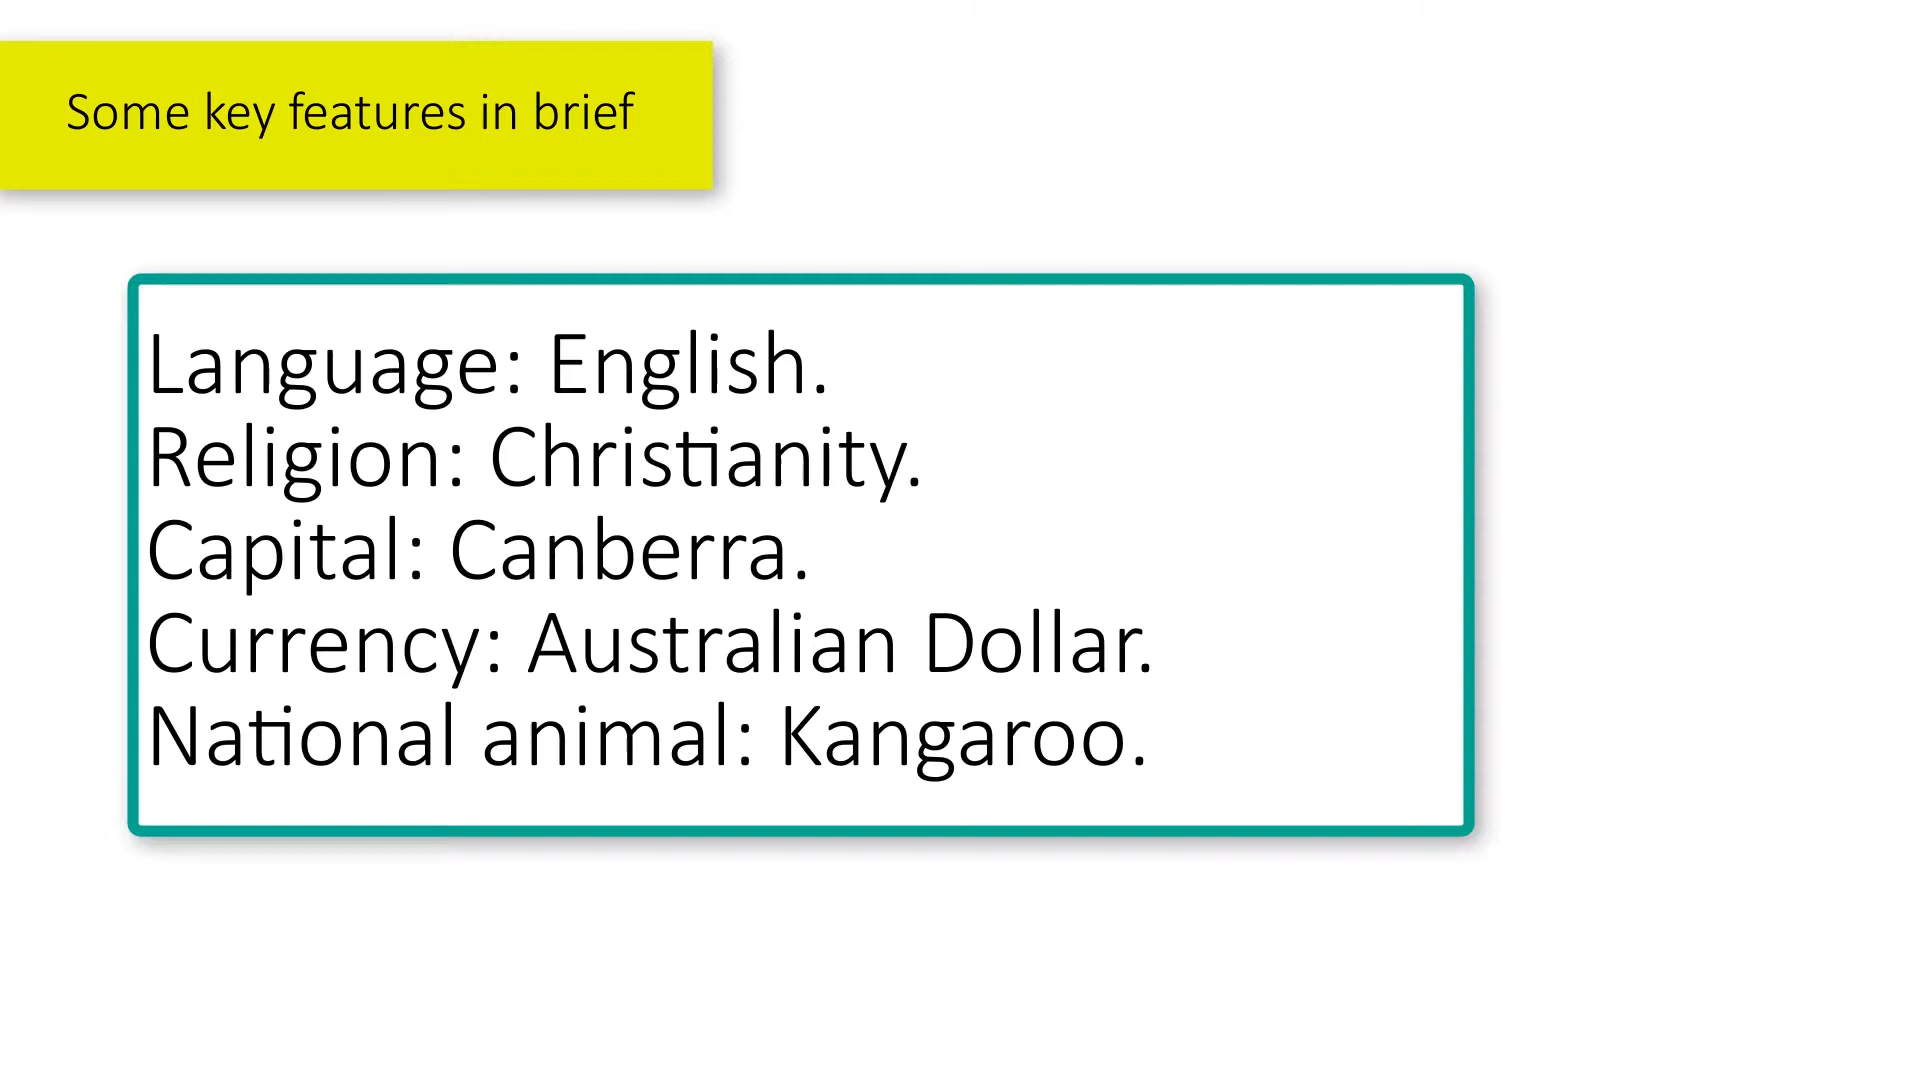 Some key features in brief
Language: English.
Religion: Christianity.
Capital: Canberra.
Currency: Australian Dollar.
National animal: Kangaroo.